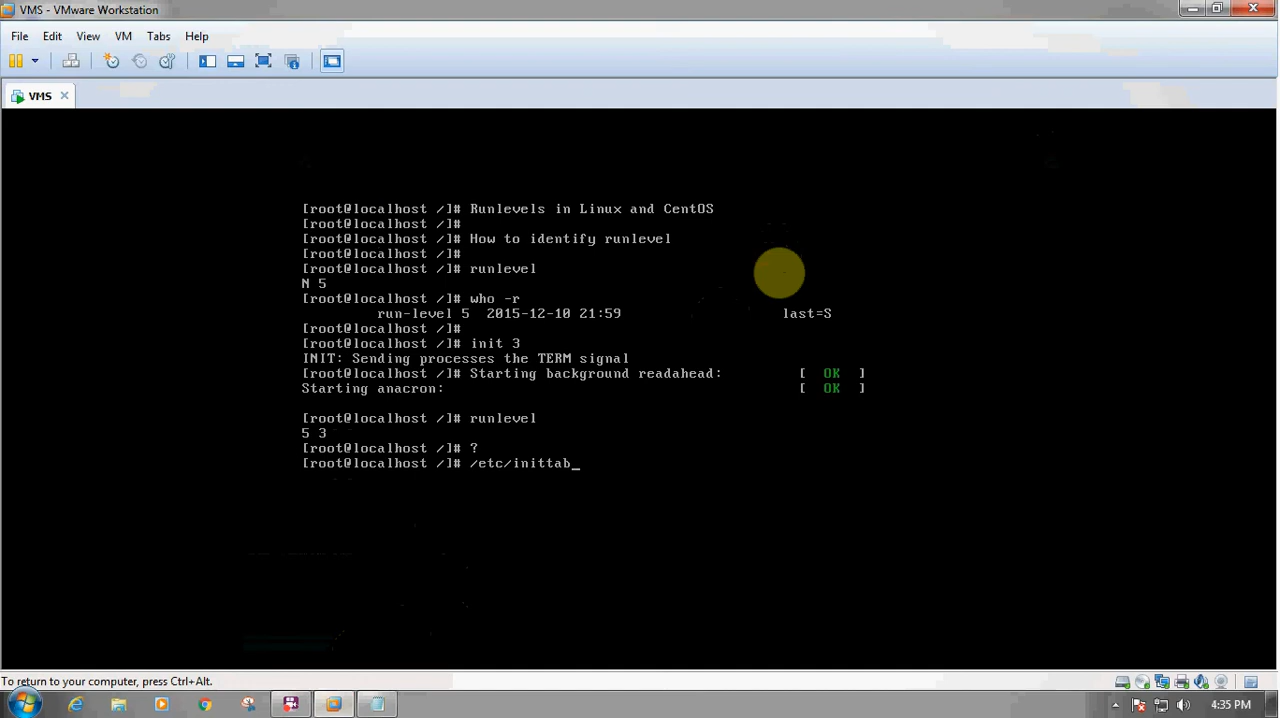 VMS - VMware Workstation
File Edit View VM Tabs Help
VMS
[root@localhost /]# Runlevels in Linux and CentOS
[root@localhost /]#
[root@localhost /]# How to identify runlevel
[root@localhost /]#
[root@localhost /]# runlevel
N 5
[root@localhost /]# who -r
run-level 5 2015-12-10 21:59 last=S
[root@localhost /]#
[root@localhost /]# init 3
INIT: Sending processes the TERM signal
[root@localhost /]# Starting background readahead: [ OK ]
Starting anacron: [ OK ]
[root@localhost /]# runlevel
5 3
[root@localhost /]# ?
[root@localhost /]# /etc/inittab_
To return to your computer, press Ctrl+Alt.
4:35 PM